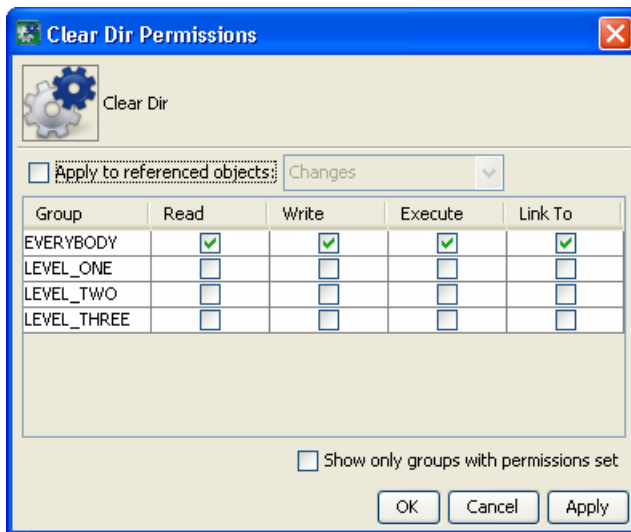 Clear Dir Permissions
Clear Dir
Apply to referenced objects: Changes
Group Read Write Execute Link To
EVERYBODY
LEVEL_ONE
LEVEL_TWO
LEVEL_THREE
Show only groups with permissions set
OK Cancel Apply